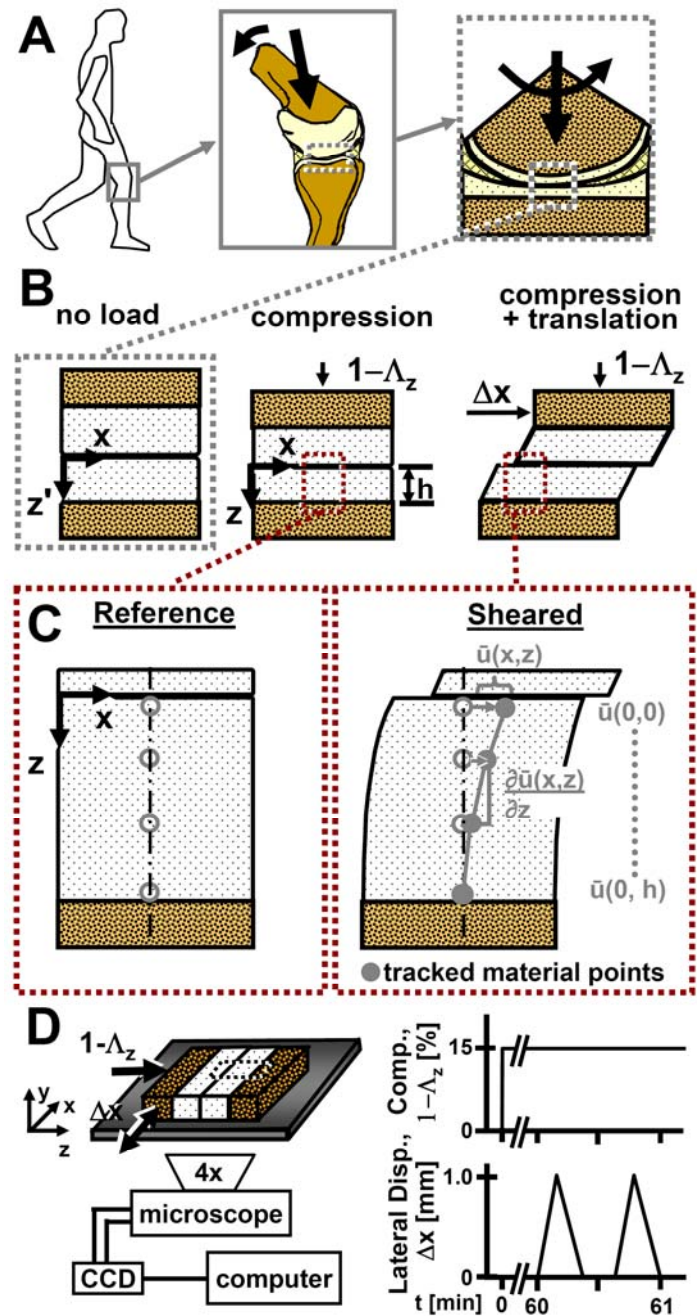 A
B
no load
compression
compression
+ translation
1−Λz
1−Λz
Δx
x
x
h
z'
z
C
Reference
Sheared
ū(x,z)
x
ū(0,0)
z
∂ū(x,z)
∂z
ū(0, h)
tracked material points
D
1−Λz
Δx
y
x
z
4x
microscope
CCD
computer
Comp.,
1−Λz [%]
15
0
Lateral Disp.,
Δx [mm]
1.0
0
t [min] 0 60 61